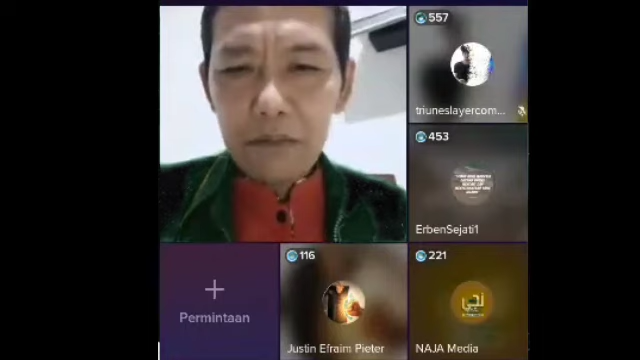 557
triuneslayercom...
453
ErbenSejati1
+
Permintaan
116
Justin Efraim Pieter
221
NAJA Media